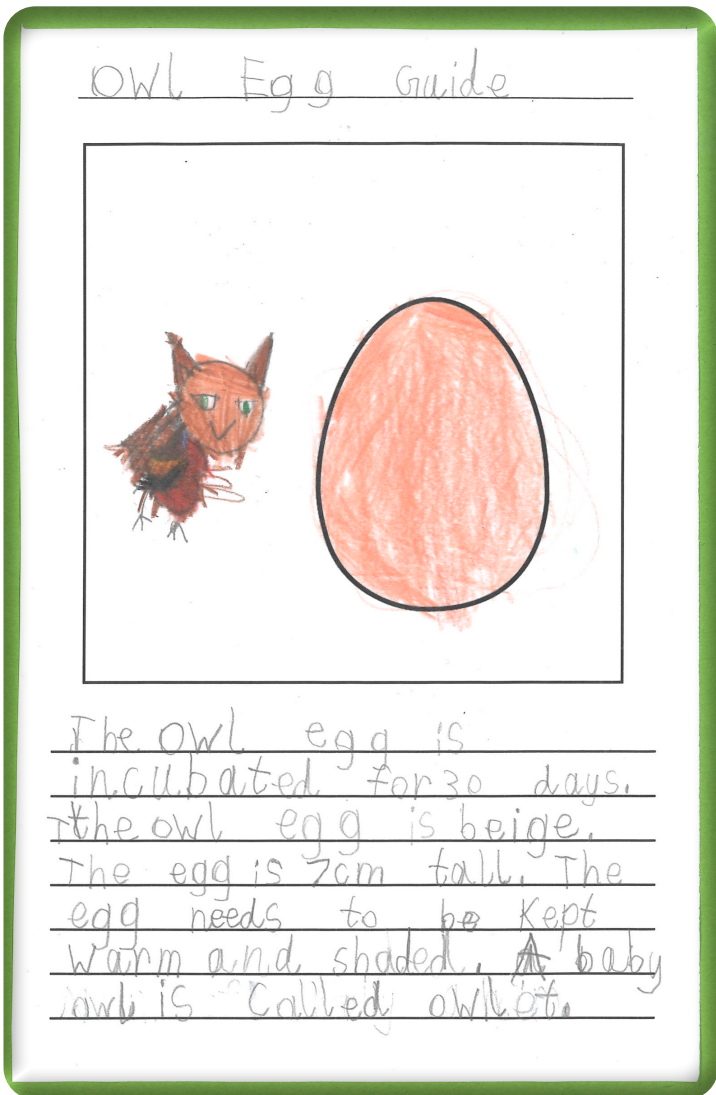 Owl Egg Guide
The owl egg is
incubated for 30 days.
The owl egg is beige.
The egg is 7cm tall. The
egg needs to be kept
warm and shaded. A baby
owl is called owllet.